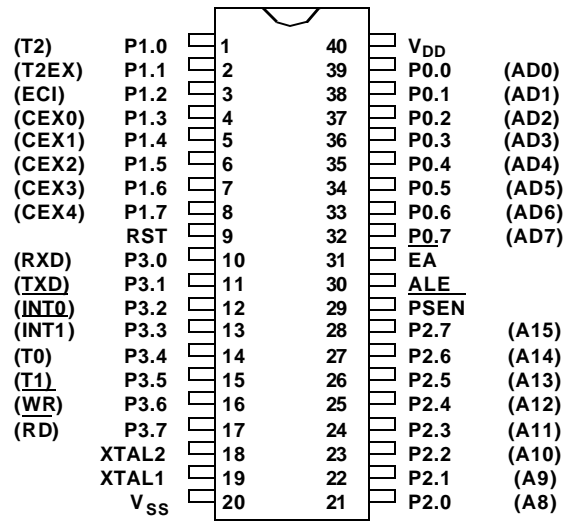 (T2) P1.0 1 40 VDD
(T2EX) P1.1 2 39 P0.0 (AD0)
(ECI) P1.2 3 38 P0.1 (AD1)
(CEX0) P1.3 4 37 P0.2 (AD2)
(CEX1) P1.4 5 36 P0.3 (AD3)
(CEX2) P1.5 6 35 P0.4 (AD4)
(CEX3) P1.6 7 34 P0.5 (AD5)
(CEX4) P1.7 8 33 P0.6 (AD6)
RST 9 32 P0.7 (AD7)
(RXD) P3.0 10 31 EA
(TXD) P3.1 11 30 ALE
(INT0) P3.2 12 29 PSEN
(INT1) P3.3 13 28 P2.7 (A15)
(T0) P3.4 14 27 P2.6 (A14)
(T1) P3.5 15 26 P2.5 (A13)
(WR) P3.6 16 25 P2.4 (A12)
(RD) P3.7 17 24 P2.3 (A11)
XTAL2 18 23 P2.2 (A10)
XTAL1 19 22 P2.1 (A9)
VSS 20 21 P2.0 (A8)